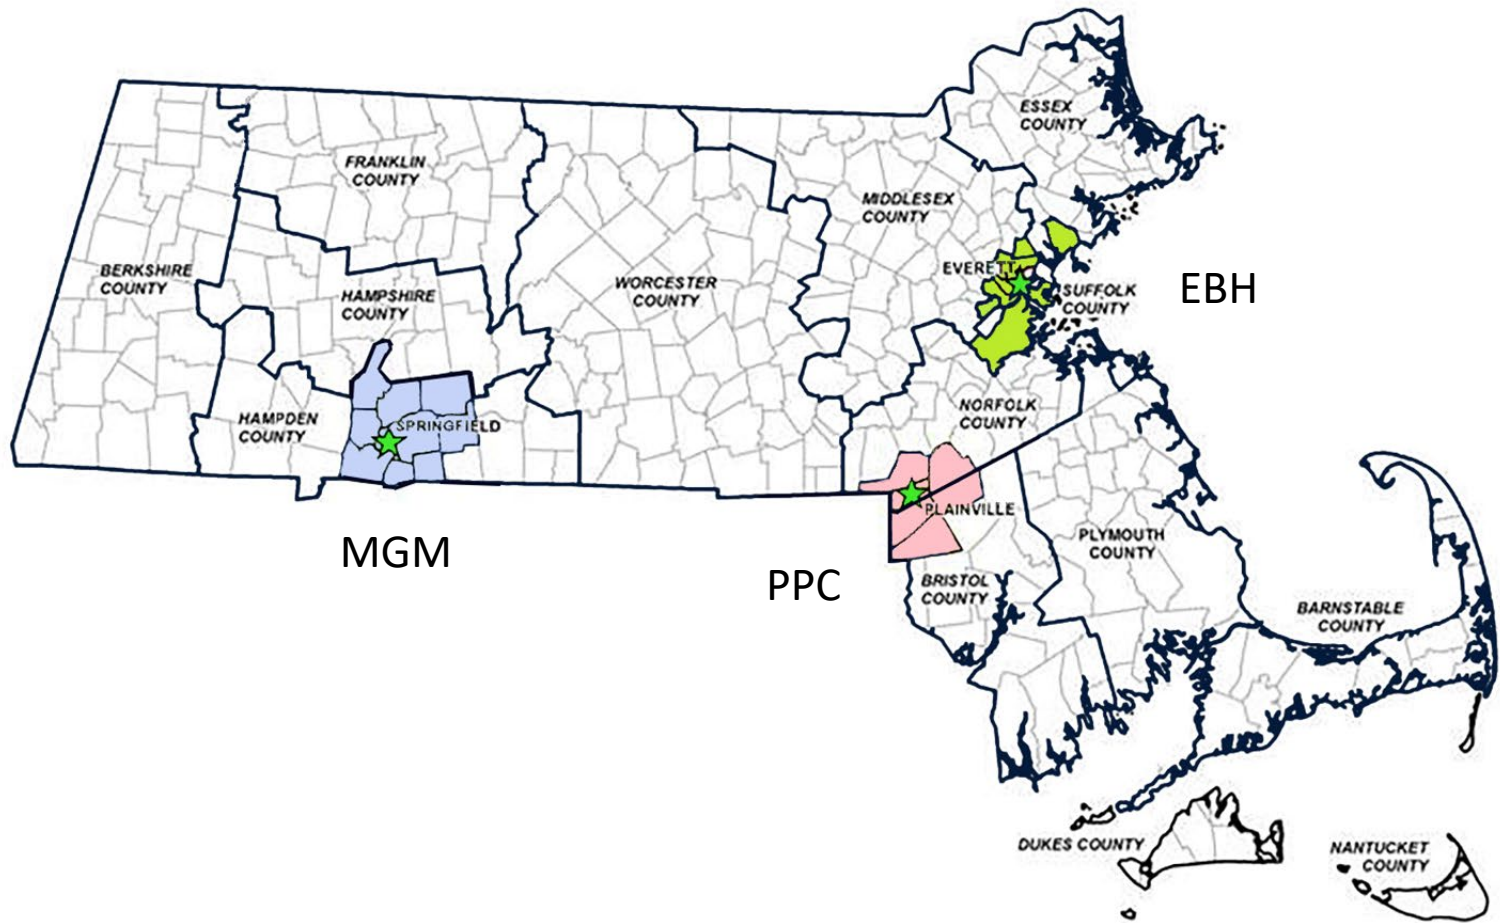 ESSEX
COUNTY
FRANKLIN
COUNTY
MIDDLESEX
COUNTY
BERKSHIRE
COUNTY
HAMPSHIRE
COUNTY
WORCESTER
COUNTY
EVERETT
SUFFOLK
COUNTY
EBH
HAMPDEN
COUNTY
SPRINGFIELD
NORFOLK
COUNTY
PLAINVILLE
MGM
PPC
PLYMOUTH
COUNTY
BRISTOL
COUNTY
BARNSTABLE
COUNTY
DUKES COUNTY
NANTUCKET
COUNTY